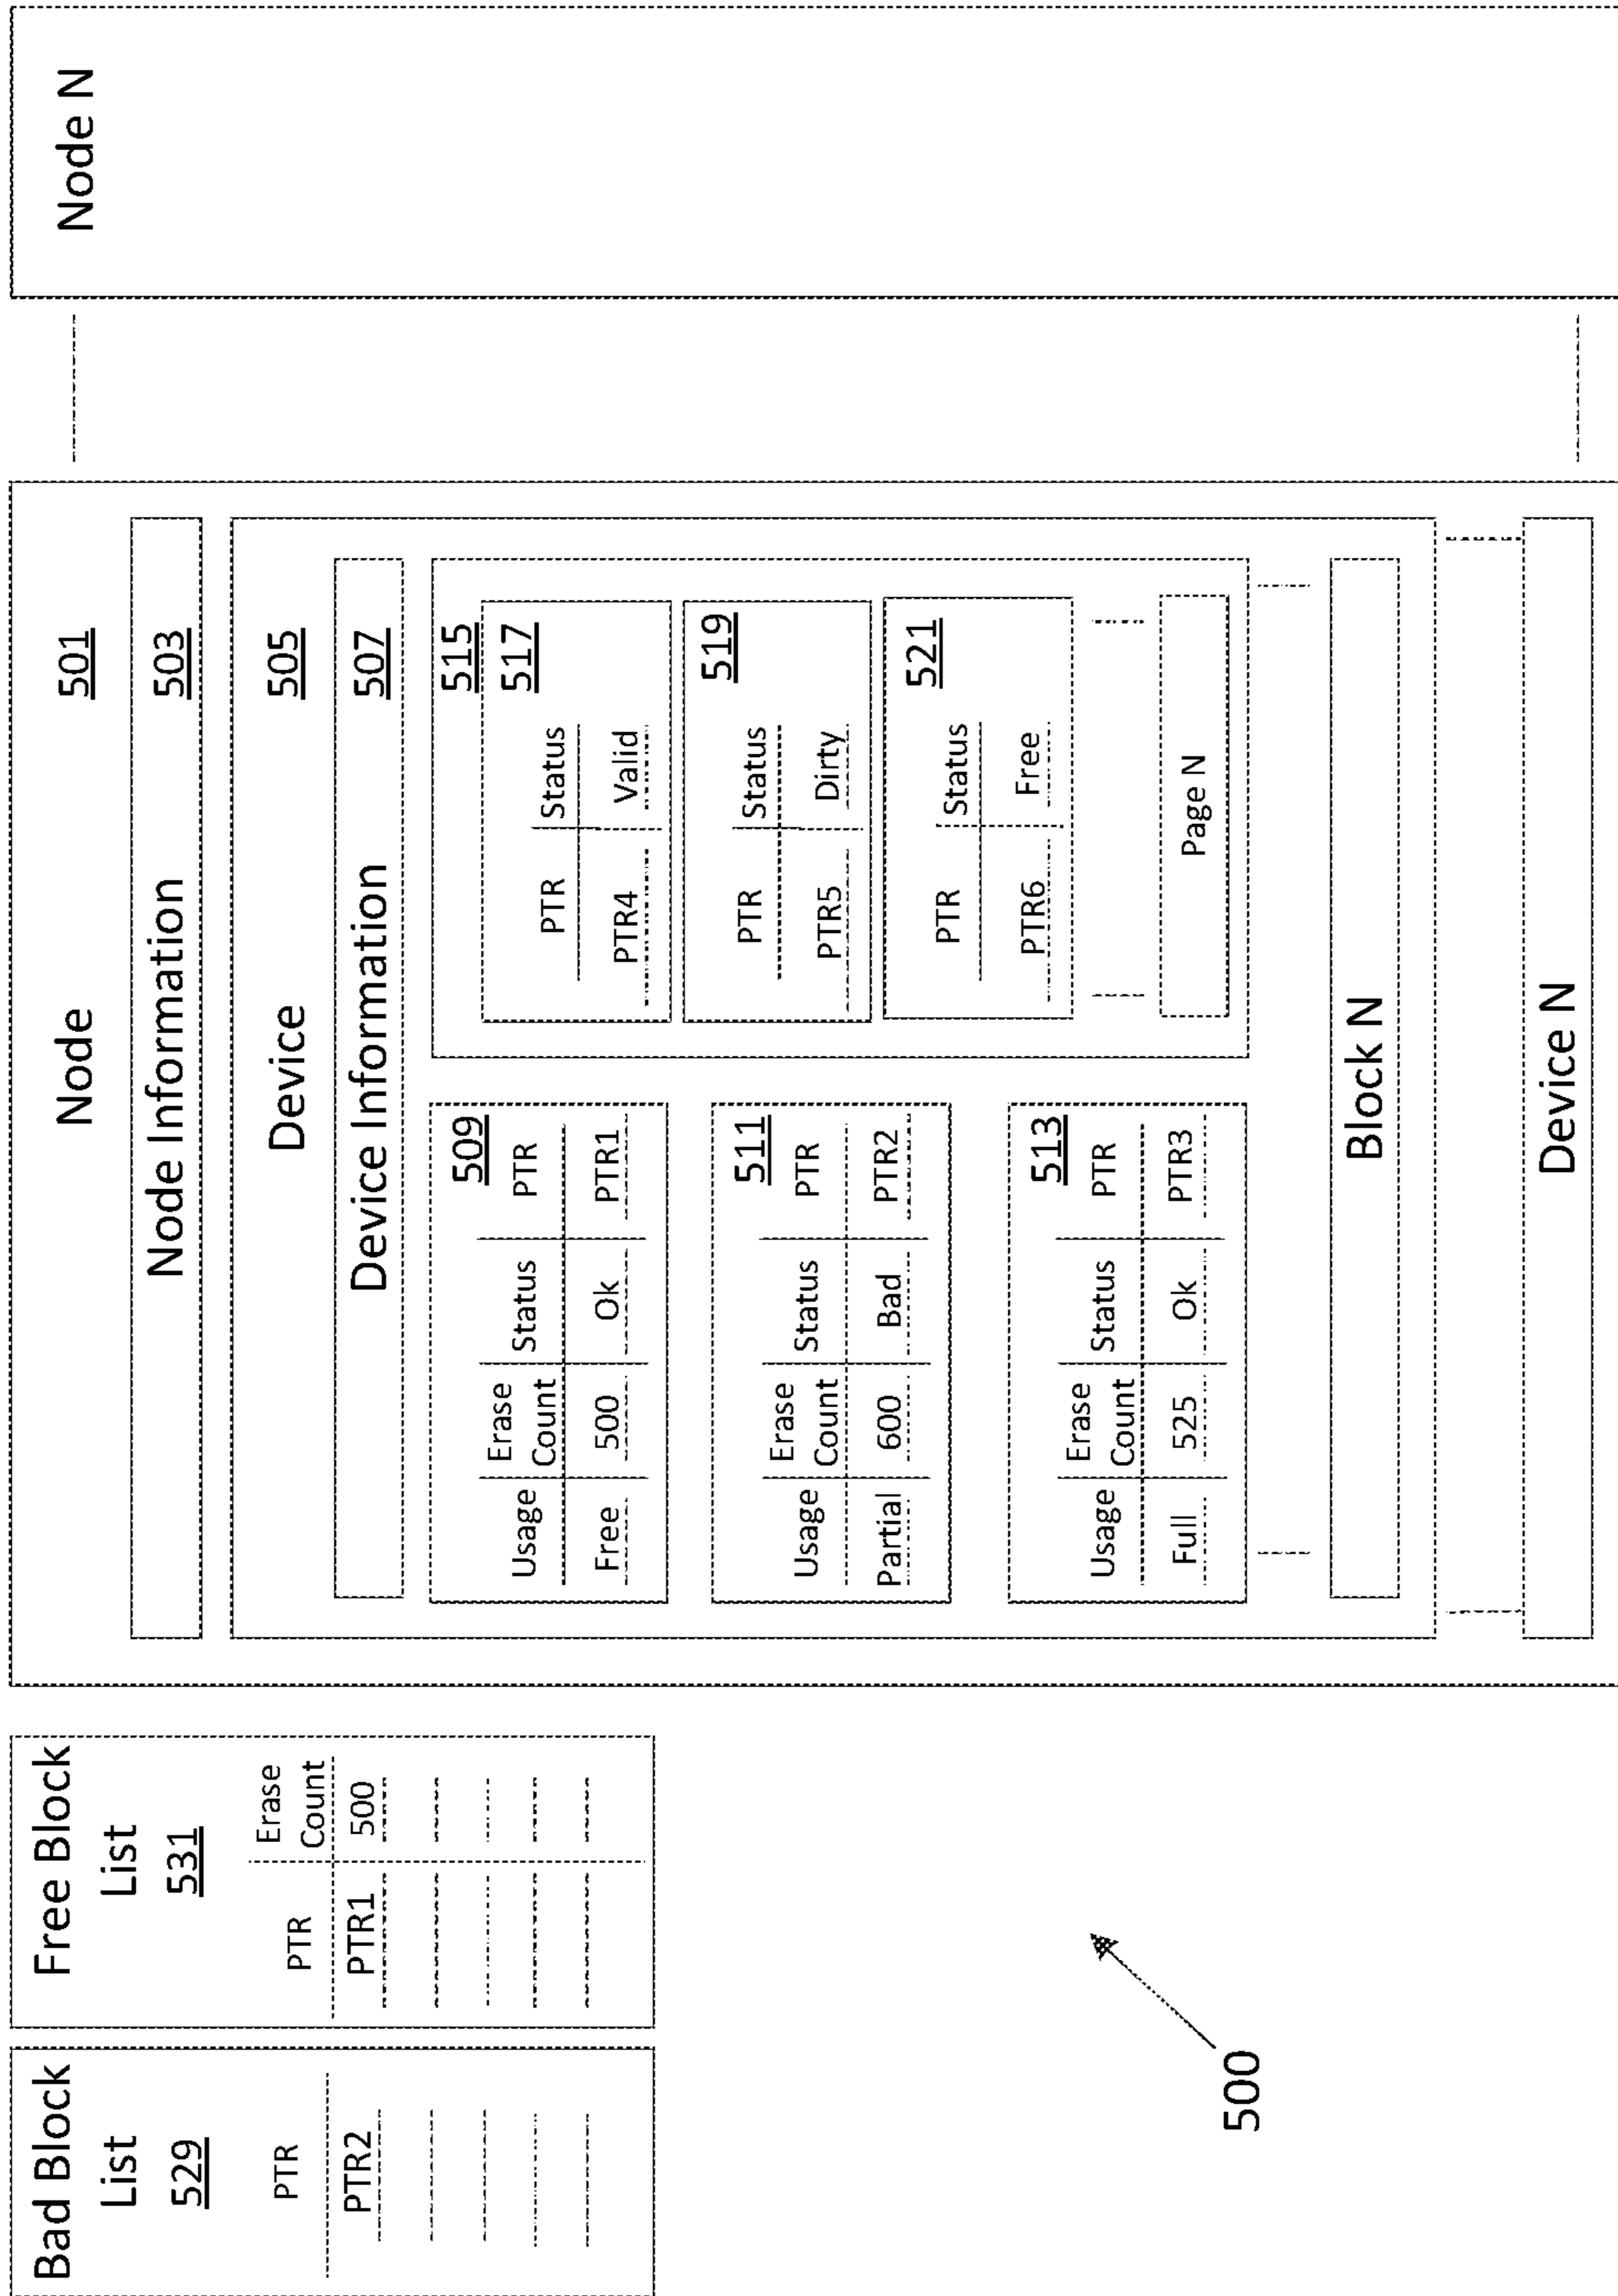 Bad Block
List
529
PTR
PTR2
Free Block
List
531
PTR
Erase
Count
PTR1
500
500
Node
501
Node Information
503
Device
505
Device Information
507
509
Usage
Erase
Count
Status
PTR
Free
500
Ok
PTR1
511
Usage
Erase
Count
Status
PTR
Partial
600
Bad
PTR2
513
Usage
Erase
Count
Status
PTR
Full
525
Ok
PTR3
515
517
PTR
Status
PTR4
Valid
519
PTR
Status
PTR5
Dirty
521
PTR
Status
PTR6
Free
Page N
Block N
Device N
Node N